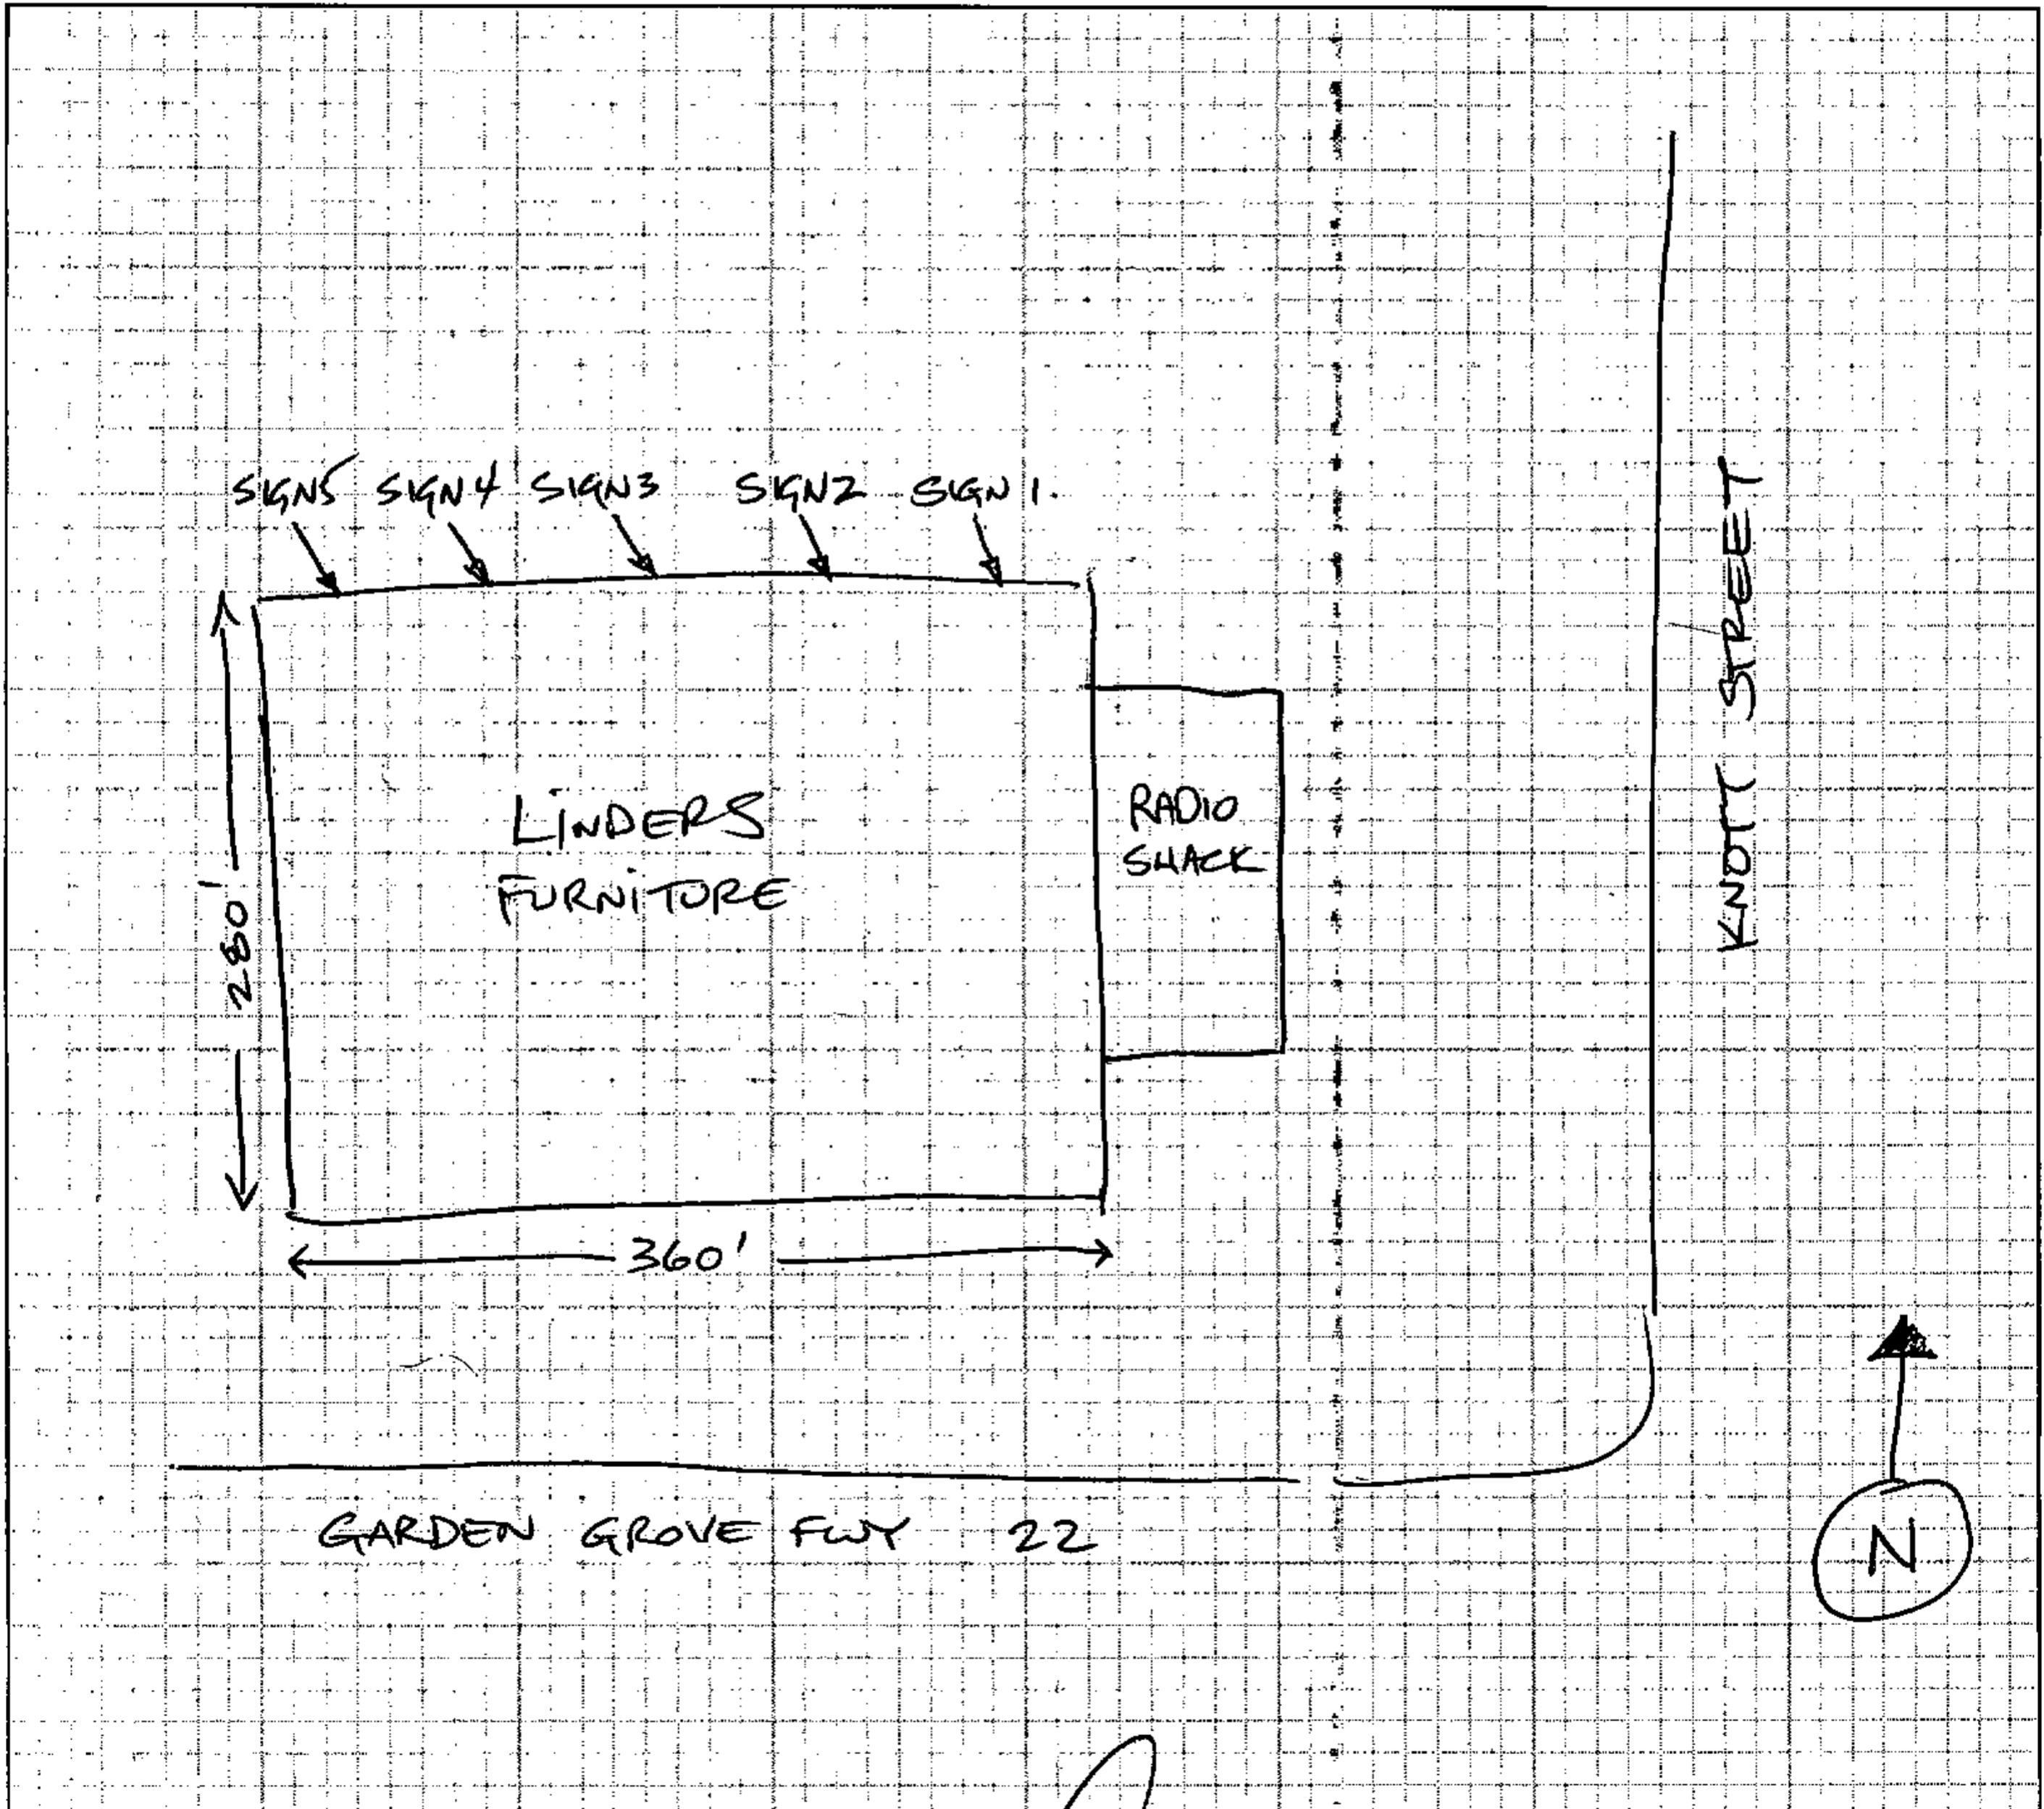 SIGN5 SIGN4 SIGN3 SIGN2 SIGN 1.
KNOTT STREET
LINDERS
FURNITURE
RADIO
SHACK
280'
360'
GARDEN GROVE FWY 22
N